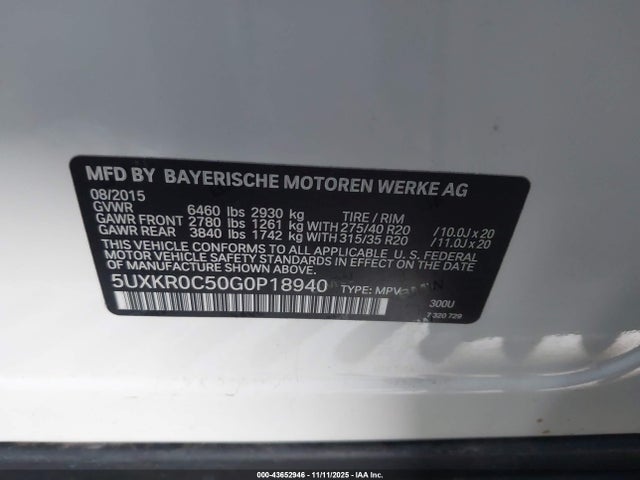 MFD BY BAYERISCHE MOTOREN WERKE AG
08/2015
GVWR 6460 lbs 2930 kg TIRE / RIM
GAWR FRONT 2780 lbs 1261 kg WITH 275/40 R20 /10.0J x 20
GAWR REAR 3840 lbs 1742 kg WITH 315/35 R20 /11.0J x 20
THIS VEHICLE CONFORMS TO ALL APPLICABLE U. S. FEDERAL
MOTOR VEHICLE SAFETY STANDARDS IN EFFECT ON THE
DATE OF MANUFACTURE SHOWN ABOVE.
5UXKR0C50G0P18940 TYPE: MPV
300U
7 320 729
000-43652946 - 11/11/2025 - IAA Inc.